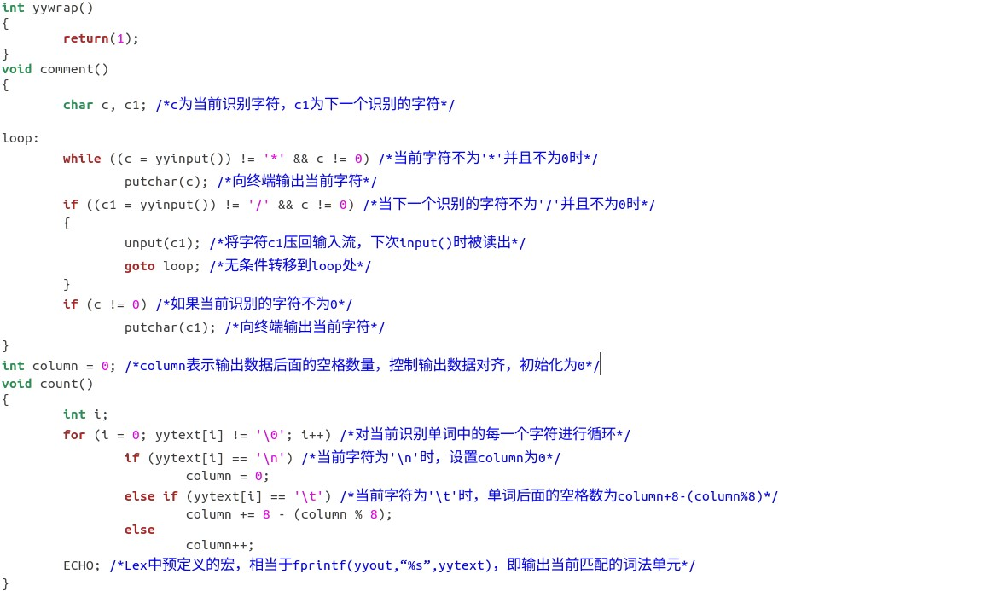 int yywrap()
{
        return(1);
}
void comment()
{
        char c, c1; /*c为当前识别字符，c1为下一个识别的字符*/

loop:
        while ((c = yyinput()) != '*' && c != 0) /*当前字符不为'*'并且不为0时*/
                putchar(c); /*向终端输出当前字符*/
        if ((c1 = yyinput()) != '/' && c != 0) /*当下一个识别的字符不为'/'并且不为0时*/
        {
                unput(c1); /*将字符c1压回输入流，下次input()时被读出*/
                goto loop; /*无条件转移到loop处*/
        }
        if (c != 0) /*如果当前识别的字符不为0*/
                putchar(c1); /*向终端输出当前字符*/
}
int column = 0; /*column表示输出数据后面的空格数量，控制输出数据对齐，初始化为0*/
void count()
{
        int i;
        for (i = 0; yytext[i] != '\0'; i++) /*对当前识别单词中的每一个字符进行循环*/
                if (yytext[i] == '\n') /*当前字符为'\n'时，设置column为0*/
                        column = 0;
                else if (yytext[i] == '\t') /*当前字符为'\t'时，单词后面的空格数为column+8-(column%8)*/
                        column += 8 - (column % 8);
                else
                        column++;
        ECHO; /*Lex中预定义的宏，相当于fprintf(yyout,“%s”,yytext)，即输出当前匹配的词法单元*/
}